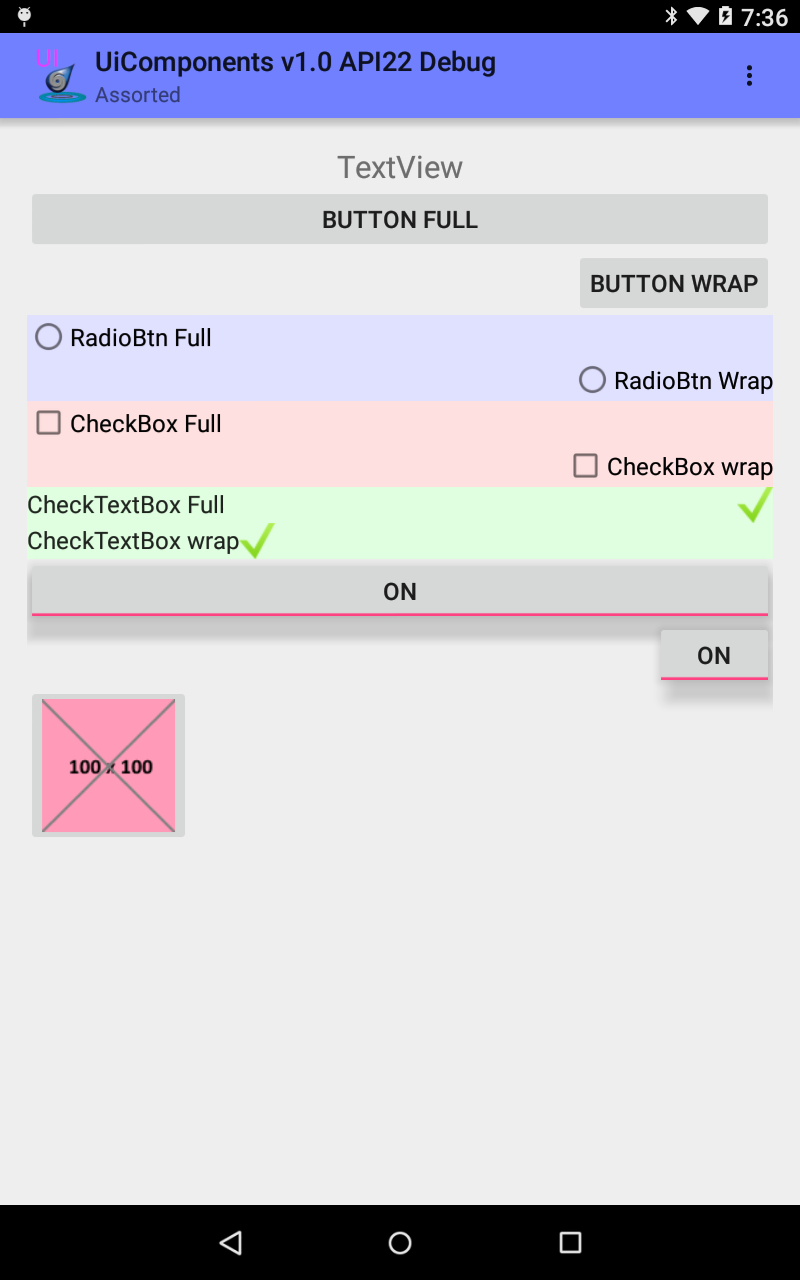 7:36
UI
UiComponents v1.0 API22 Debug
Assorted
TextView
BUTTON FULL
BUTTON WRAP
RadioBtn Full
RadioBtn Wrap
CheckBox Full
CheckBox wrap
CheckTextBox Full
CheckTextBox wrap
ON
ON
100 x 100